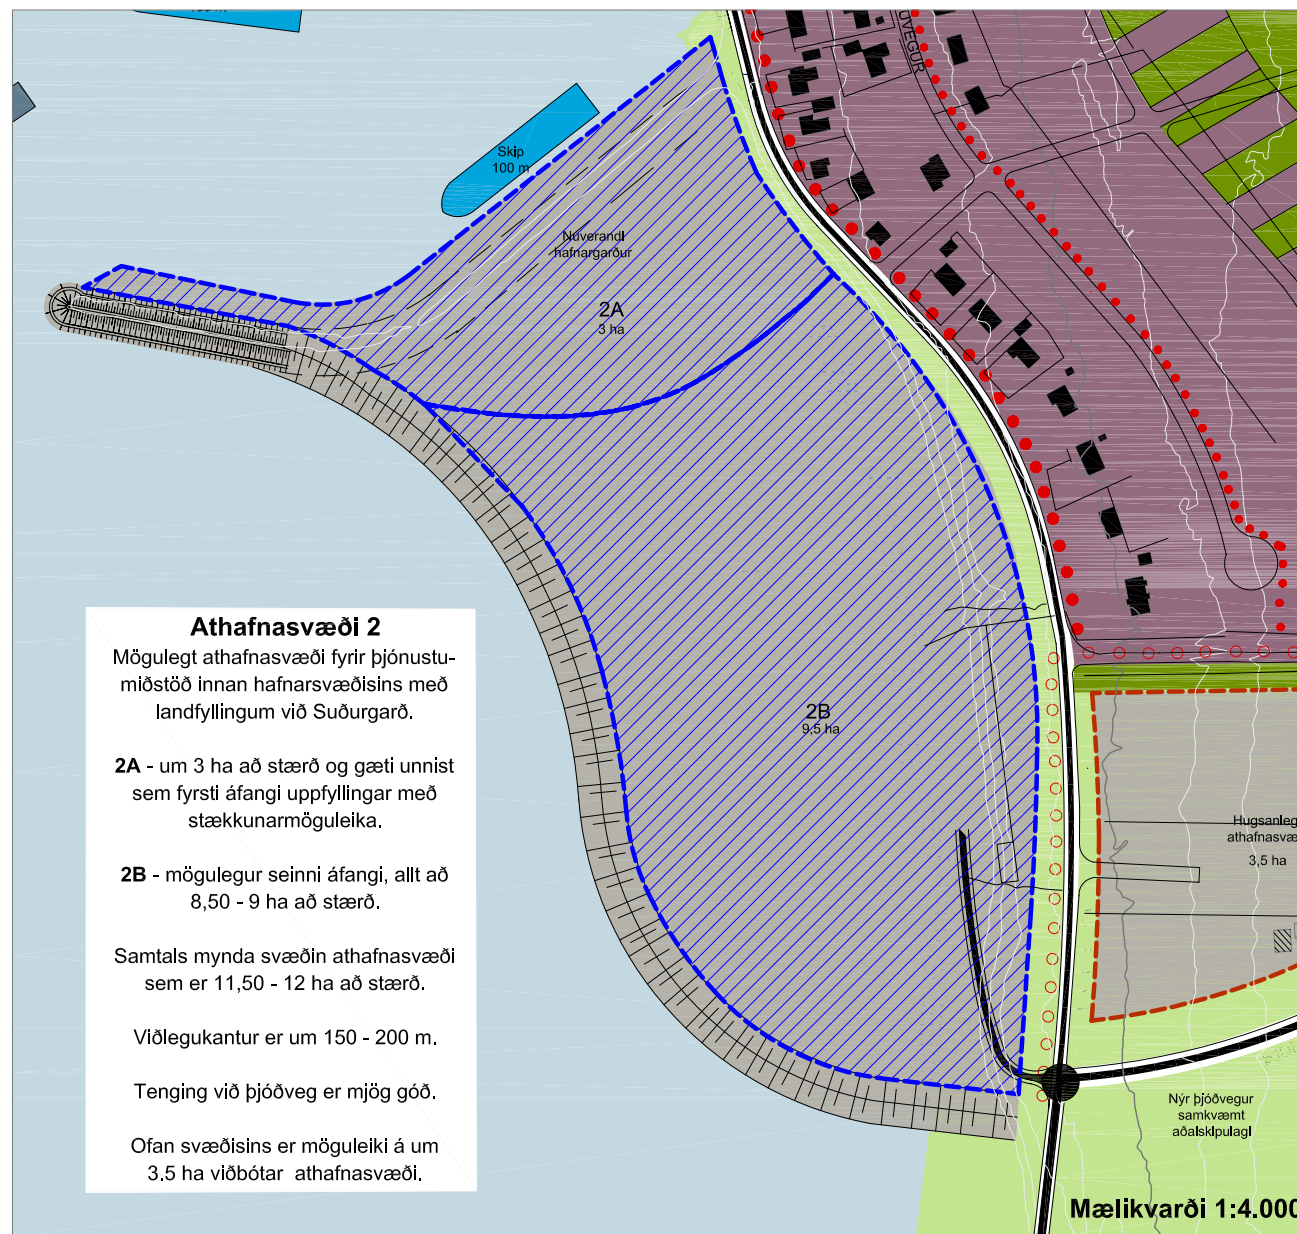 ÚVEGUR
Skip
100 m
Núverandi
hafnargarður
2A
3 ha
Athafnasvæði 2
Mögulegt athafnasvæði fyrir þjónustu-
miðstöð innan hafnarsvæðisins með
landfyllingum við Suðurgarð.
2A - um 3 ha að stærð og gæti unnist
sem fyrsti áfangi uppfyllingar með
stækkunarmöguleika.
2B - mögulegur seinni áfangi, allt að
8,50 - 9 ha að stærð.
Samtals mynda svæðin athafnasvæði
sem er 11,50 - 12 ha að stærð.
Viðlegukantur er um 150 - 200 m.
Tenging við þjóðveg er mjög góð.
Ofan svæðisins er möguleiki á um
3.5 ha viðbótar athafnasvæði.
2B
9,5 ha
Hugsanleg
athafnasvæ
3,5 ha
Nýr þjóðvegur
samkvæmt
aðalskipulagi
Mælikvarði 1:4.000